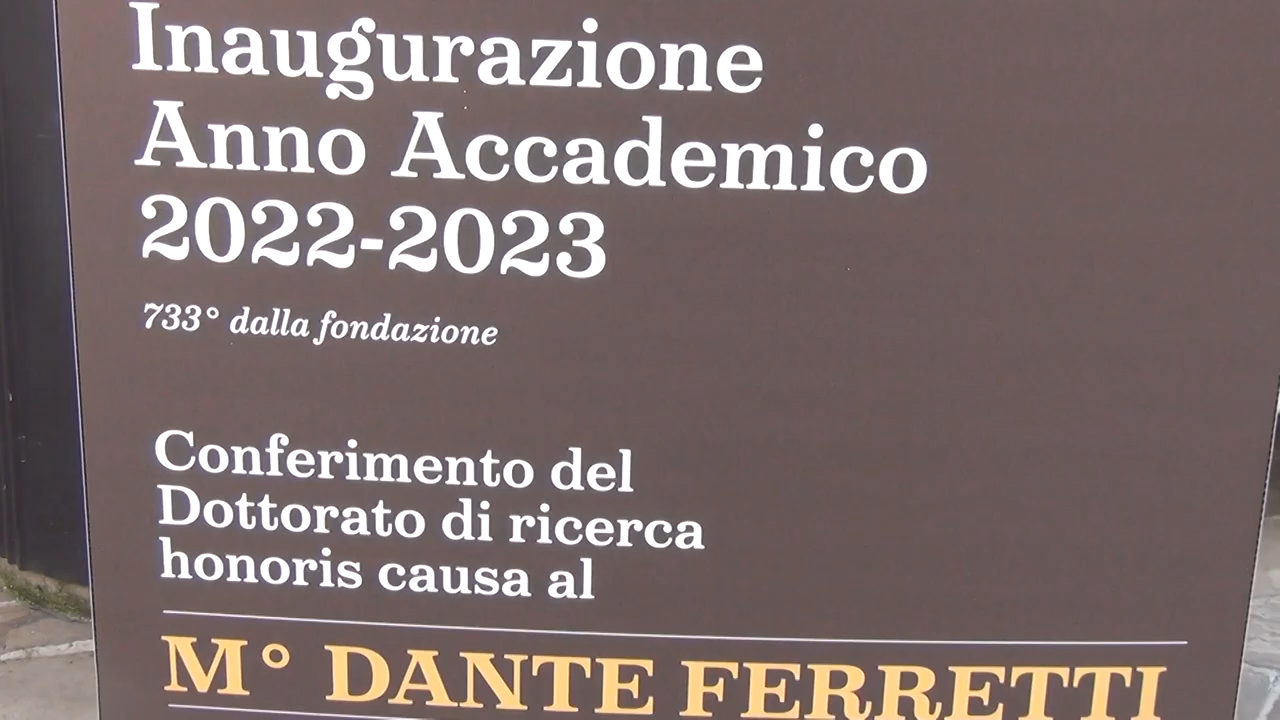 Inaugurazione
Anno Accademico
2022-2023
733° dalla fondazione
Conferimento del
Dottorato di ricerca
honoris causa al
M° DANTE FERRETTI